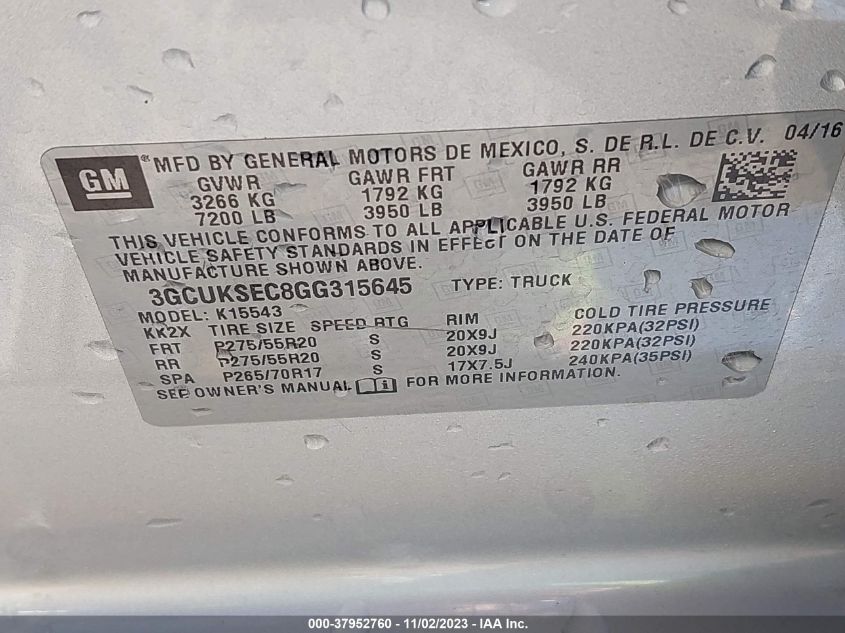 GM ® MFD BY GENERAL MOTORS DE MEXICO, S. DE R.L. DE C.V. 04/16
GVWR GAWR FRT GAWR RR
3266 KG 1792 KG 1792 KG
7200 LB 3950 LB 3950 LB
THIS VEHICLE CONFORMS TO ALL APPLICABLE U.S. FEDERAL MOTOR
VEHICLE SAFETY STANDARDS IN EFFECT ON THE DATE OF
MANUFACTURE SHOWN ABOVE.
3GCUKSEC8GG315645 TYPE: TRUCK
MODEL: K15543
KK2X TIRE SIZE SPEED RTG RIM COLD TIRE PRESSURE
FRT P275/55R20 S 20X9J 220KPA(32PSI)
RR P275/55R20 S 20X9J 220KPA(32PSI)
SPA P265/70R17 S 17X7.5J 240KPA(35PSI)
SEE OWNER'S MANUAL FOR MORE INFORMATION.
000-37952760 - 11/02/2023 - IAA Inc.